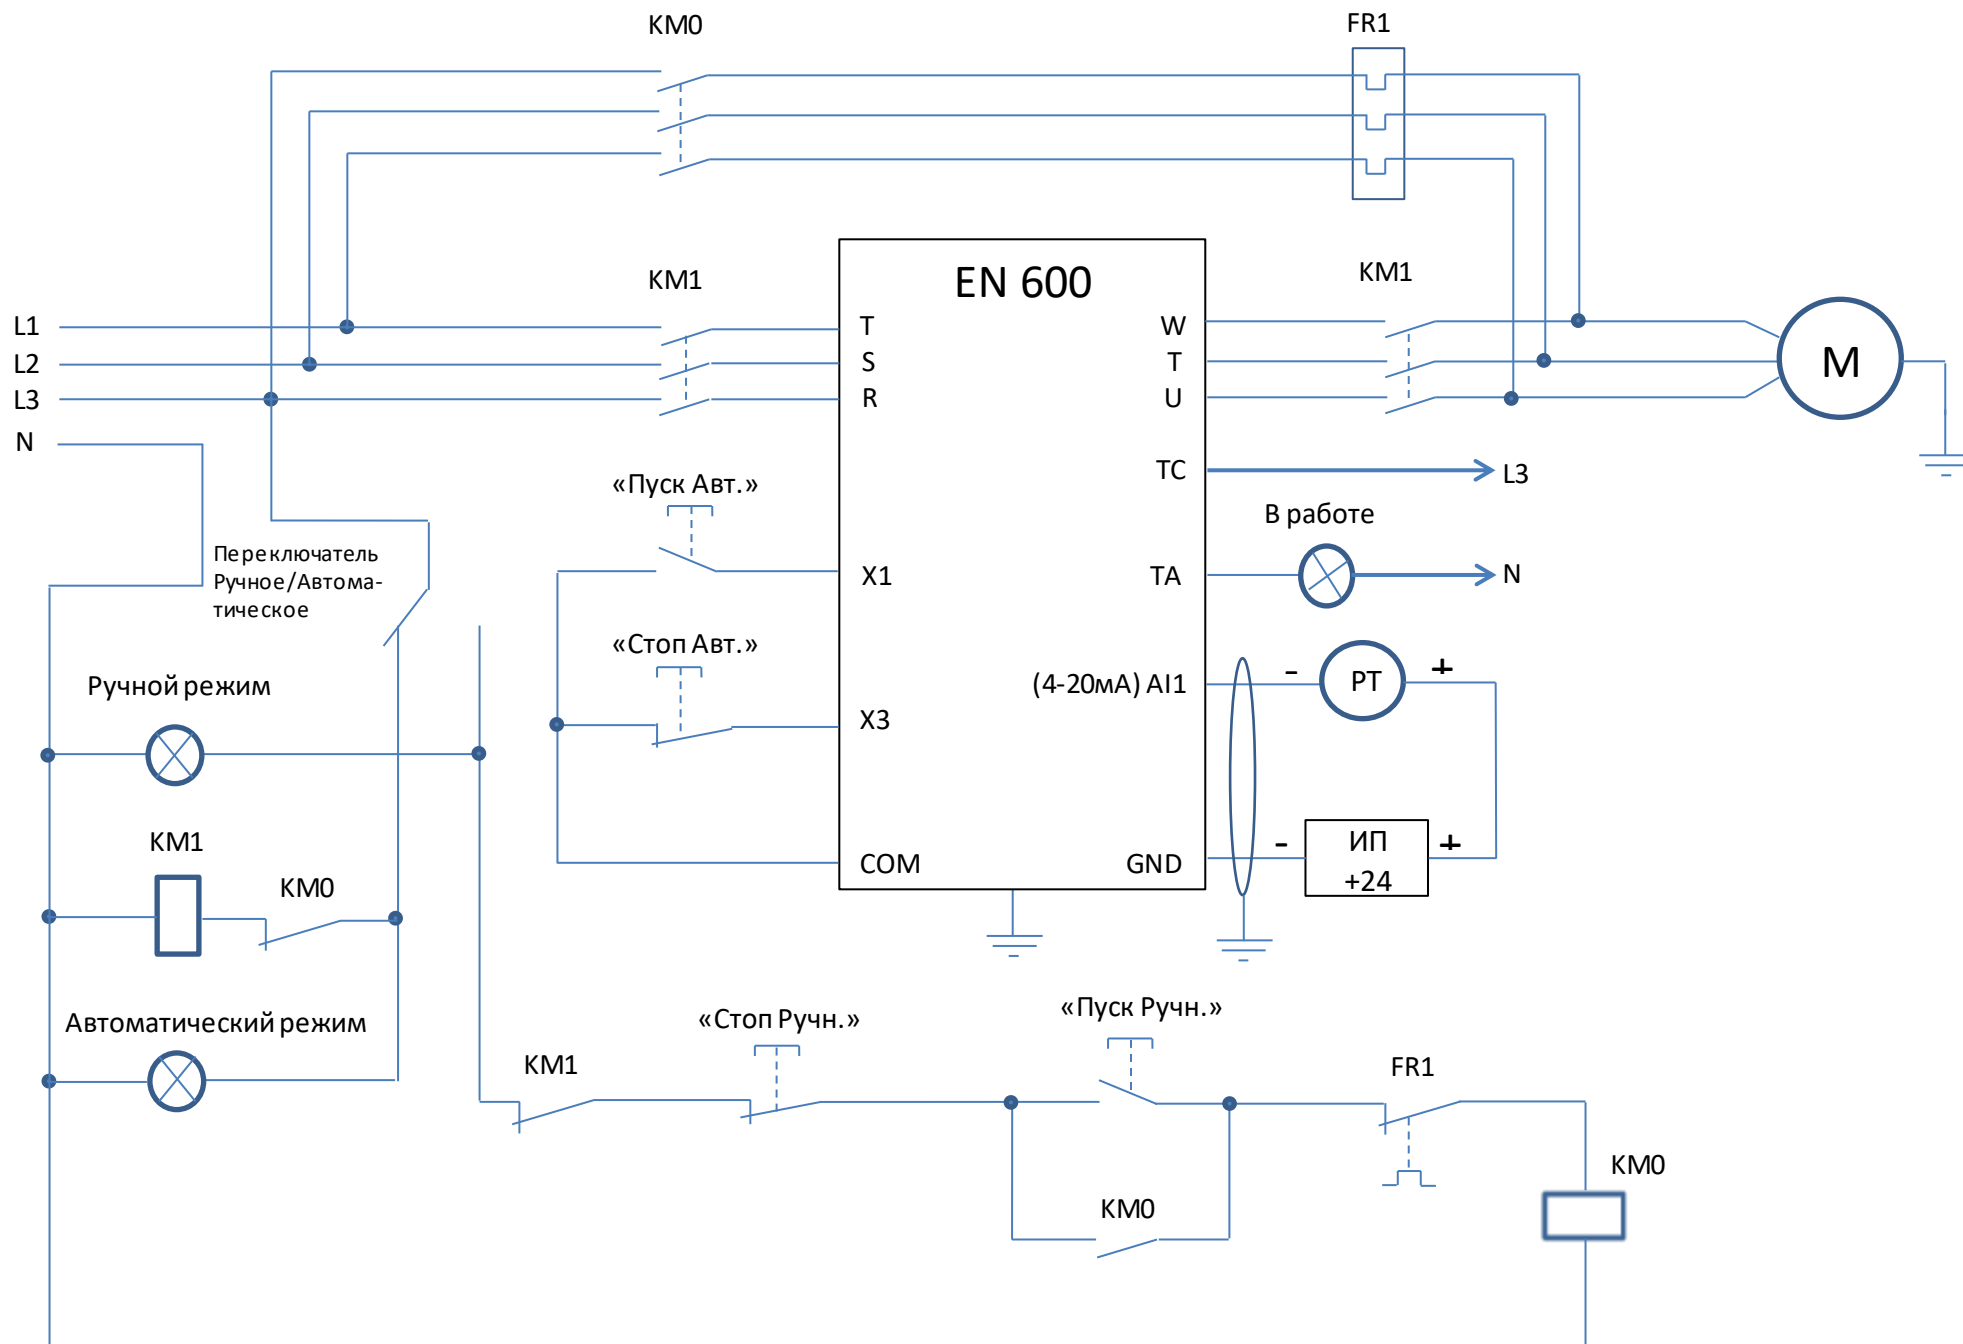 KM0
FR1
KM1
EN 600
KM1
L1
L2
L3
N
T
S
R
W
T
U
M
TC
L3
«Пуск Авт.»
В работе
Переключатель
Ручное/Автома-
тическое
X1
TA
N
«Стоп Авт.»
Ручной режим
(4-20мА) AI1
-
РТ
+
X3
KM1
KM0
COM
GND
-
ИП
+24
+
Автоматический режим
«Стоп Ручн.»
«Пуск Ручн.»
KM1
FR1
KM0
KM0